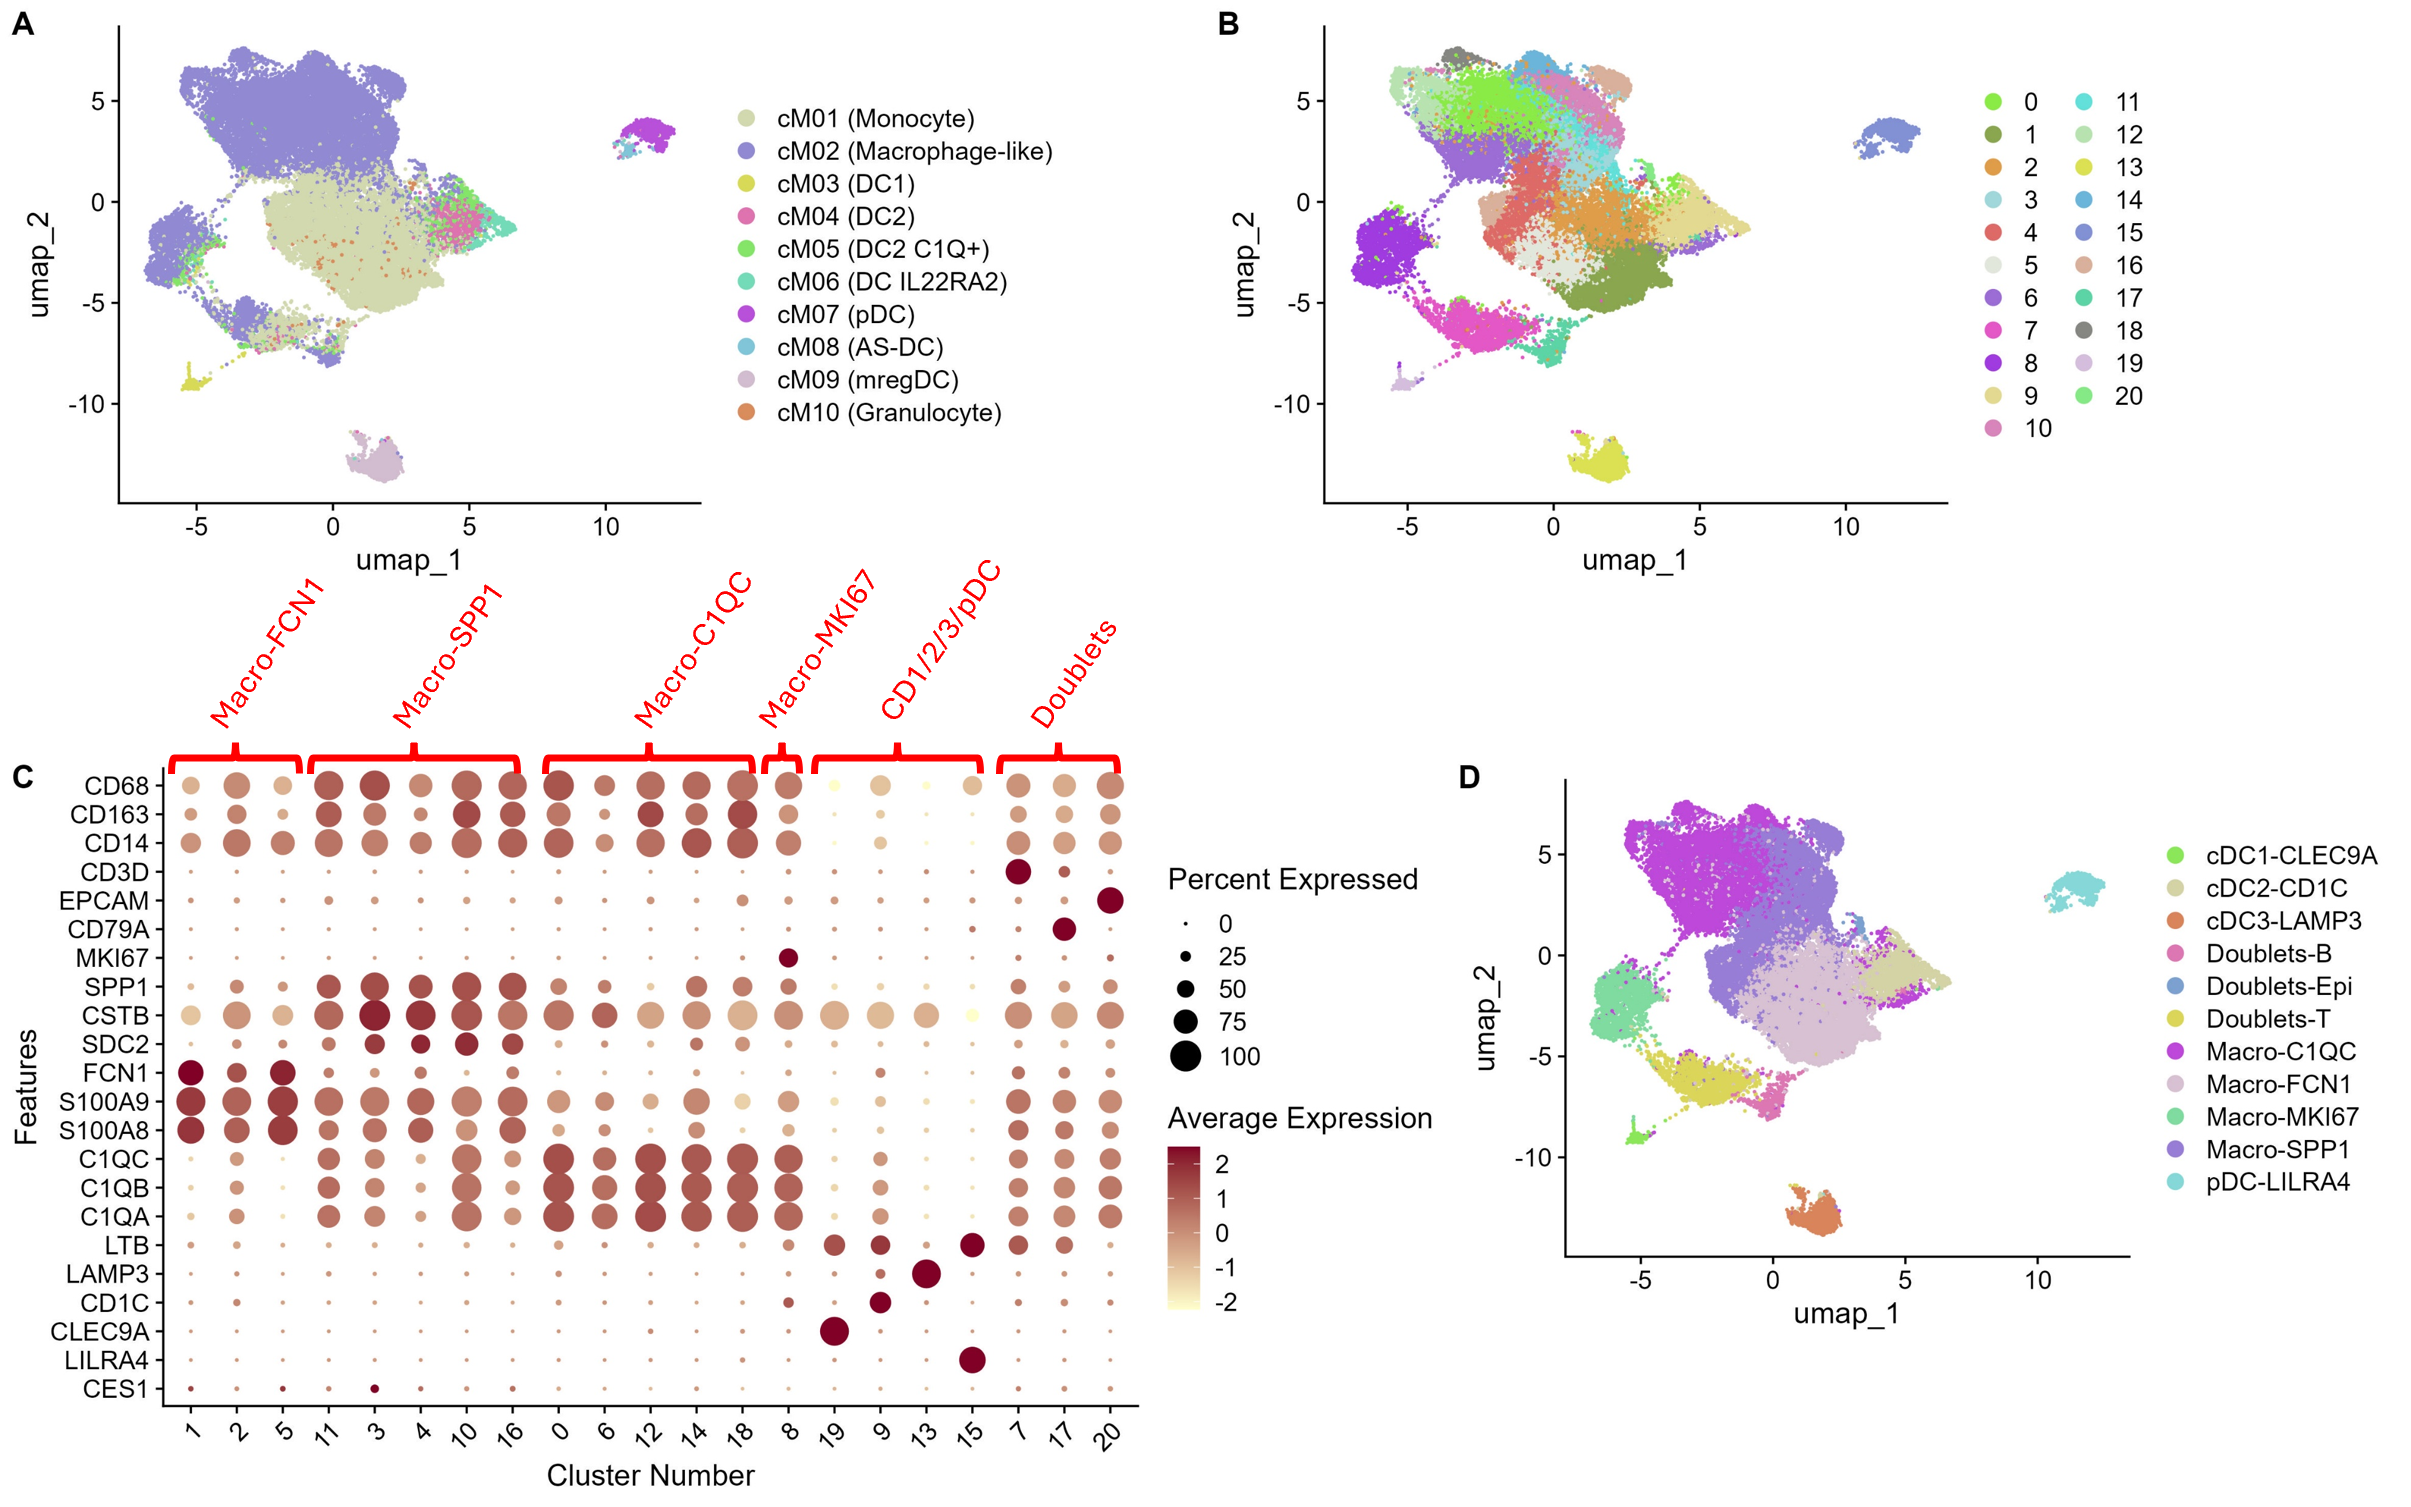 A
5
0
-5
-10
umap_2
-5
0
5
10
umap_1
cM01 (Monocyte)
cM02 (Macrophage-like)
cM03 (DC1)
cM04 (DC2)
cM05 (DC2 C1Q+)
cM06 (DC IL22RA2)
cM07 (pDC)
cM08 (AS-DC)
cM09 (mregDC)
cM10 (Granulocyte)
B
5
0
-5
-10
umap_2
-5
0
5
10
umap_1
0
1
2
3
4
5
6
7
8
9
10
11
12
13
14
15
16
17
18
19
20
Macro-FCN1
Macro-SPP1
Macro-C1QC
Macro-MKI67
CD1/2/3/pDC
Doublets
C
Features
CD68
CD163
CD14
CD3D
EPCAM
CD79A
MKI67
SPP1
CSTB
SDC2
FCN1
S100A9
S100A8
C1QC
C1QB
C1QA
LTB
LAMP3
CD1C
CLEC9A
LILRA4
CES1
1 2 5 11 3 4 10 16 0 6 12 14 18 8 19 9 13 15 7 17 20
Cluster Number
Percent Expressed
0
25
50
75
100
Average Expression
2
1
0
-1
-2
D
5
0
-5
-10
umap_2
-5
0
5
10
umap_1
cDC1-CLEC9A
cDC2-CD1C
cDC3-LAMP3
Doublets-B
Doublets-Epi
Doublets-T
Macro-C1QC
Macro-FCN1
Macro-MKI67
Macro-SPP1
pDC-LILRA4